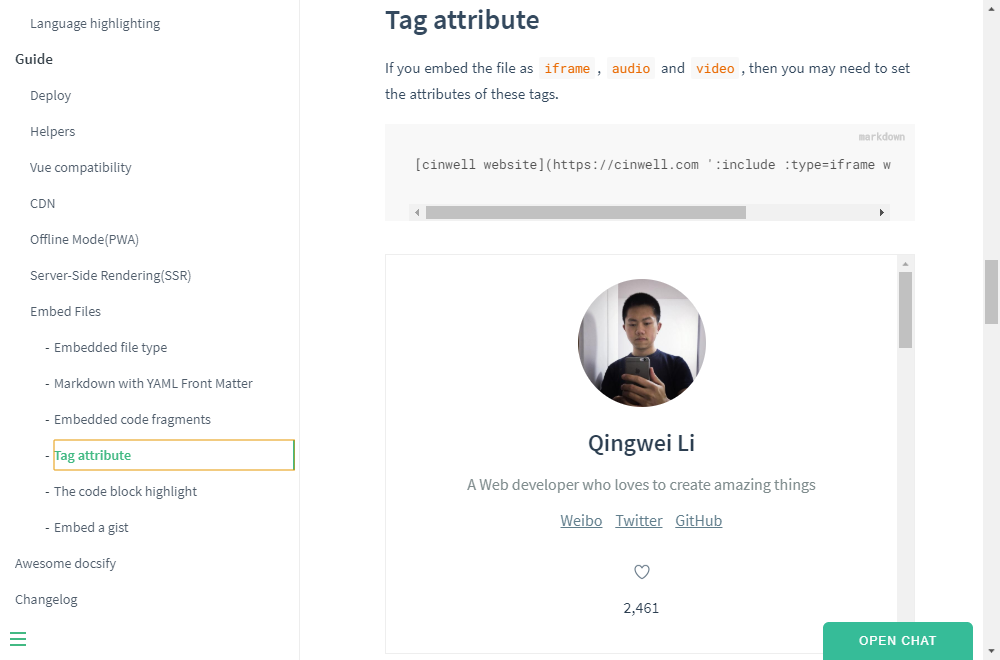 Language highlighting
Guide
Deploy
Helpers
Vue compatibility
CDN
Offline Mode(PWA)
Server-Side Rendering(SSR)
Embed Files
- Embedded file type
- Markdown with YAML Front Matter
- Embedded code fragments
- Tag attribute
- The code block highlight
- Embed a gist
Awesome docsify
Changelog
Tag attribute
If you embed the file as iframe , audio and video , then you may need to set
the attributes of these tags.
markdown
[cinwell website](https://cinwell.com ':include :type=iframe w
Qingwei Li
A Web developer who loves to create amazing things
Weibo Twitter GitHub
2,461
OPEN CHAT